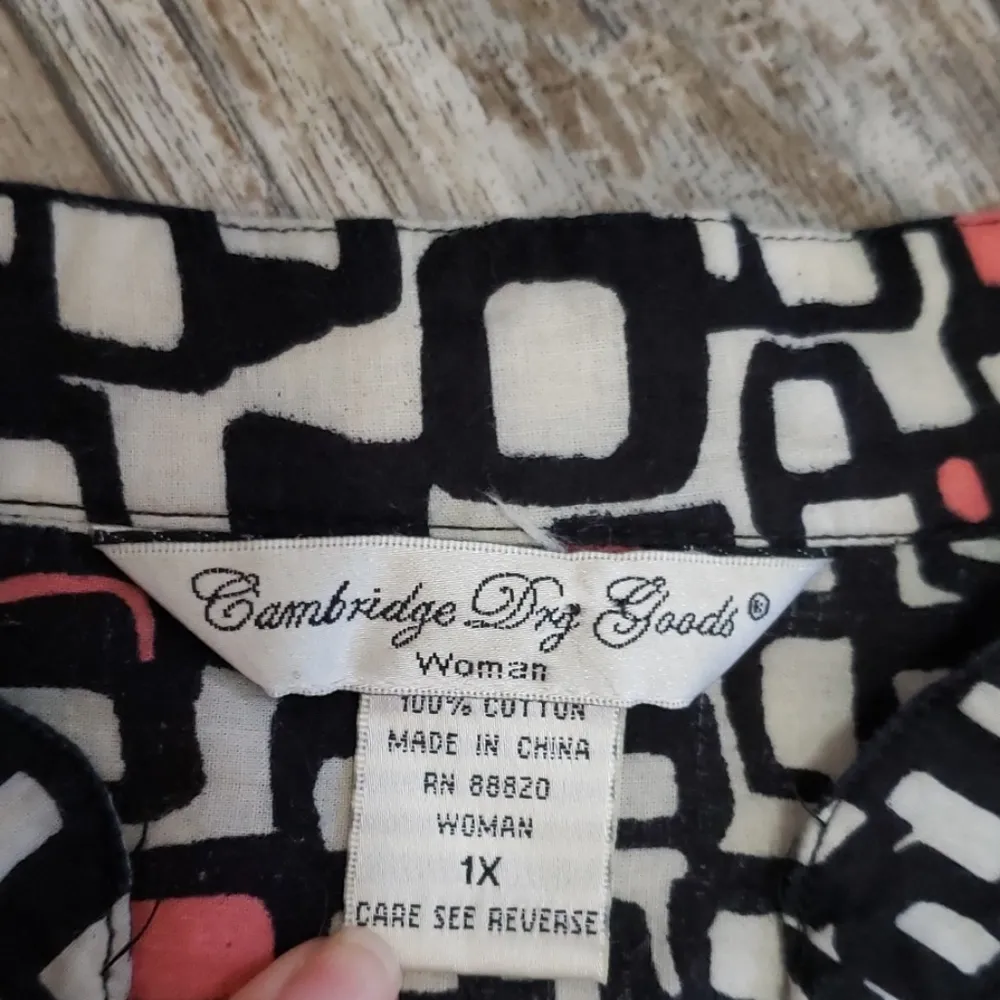 Cambridge Dry Goods®
Woman
100% COTTON
MADE IN CHINA
RN 88820
WOMAN
1X
CARE SEE REVERSE